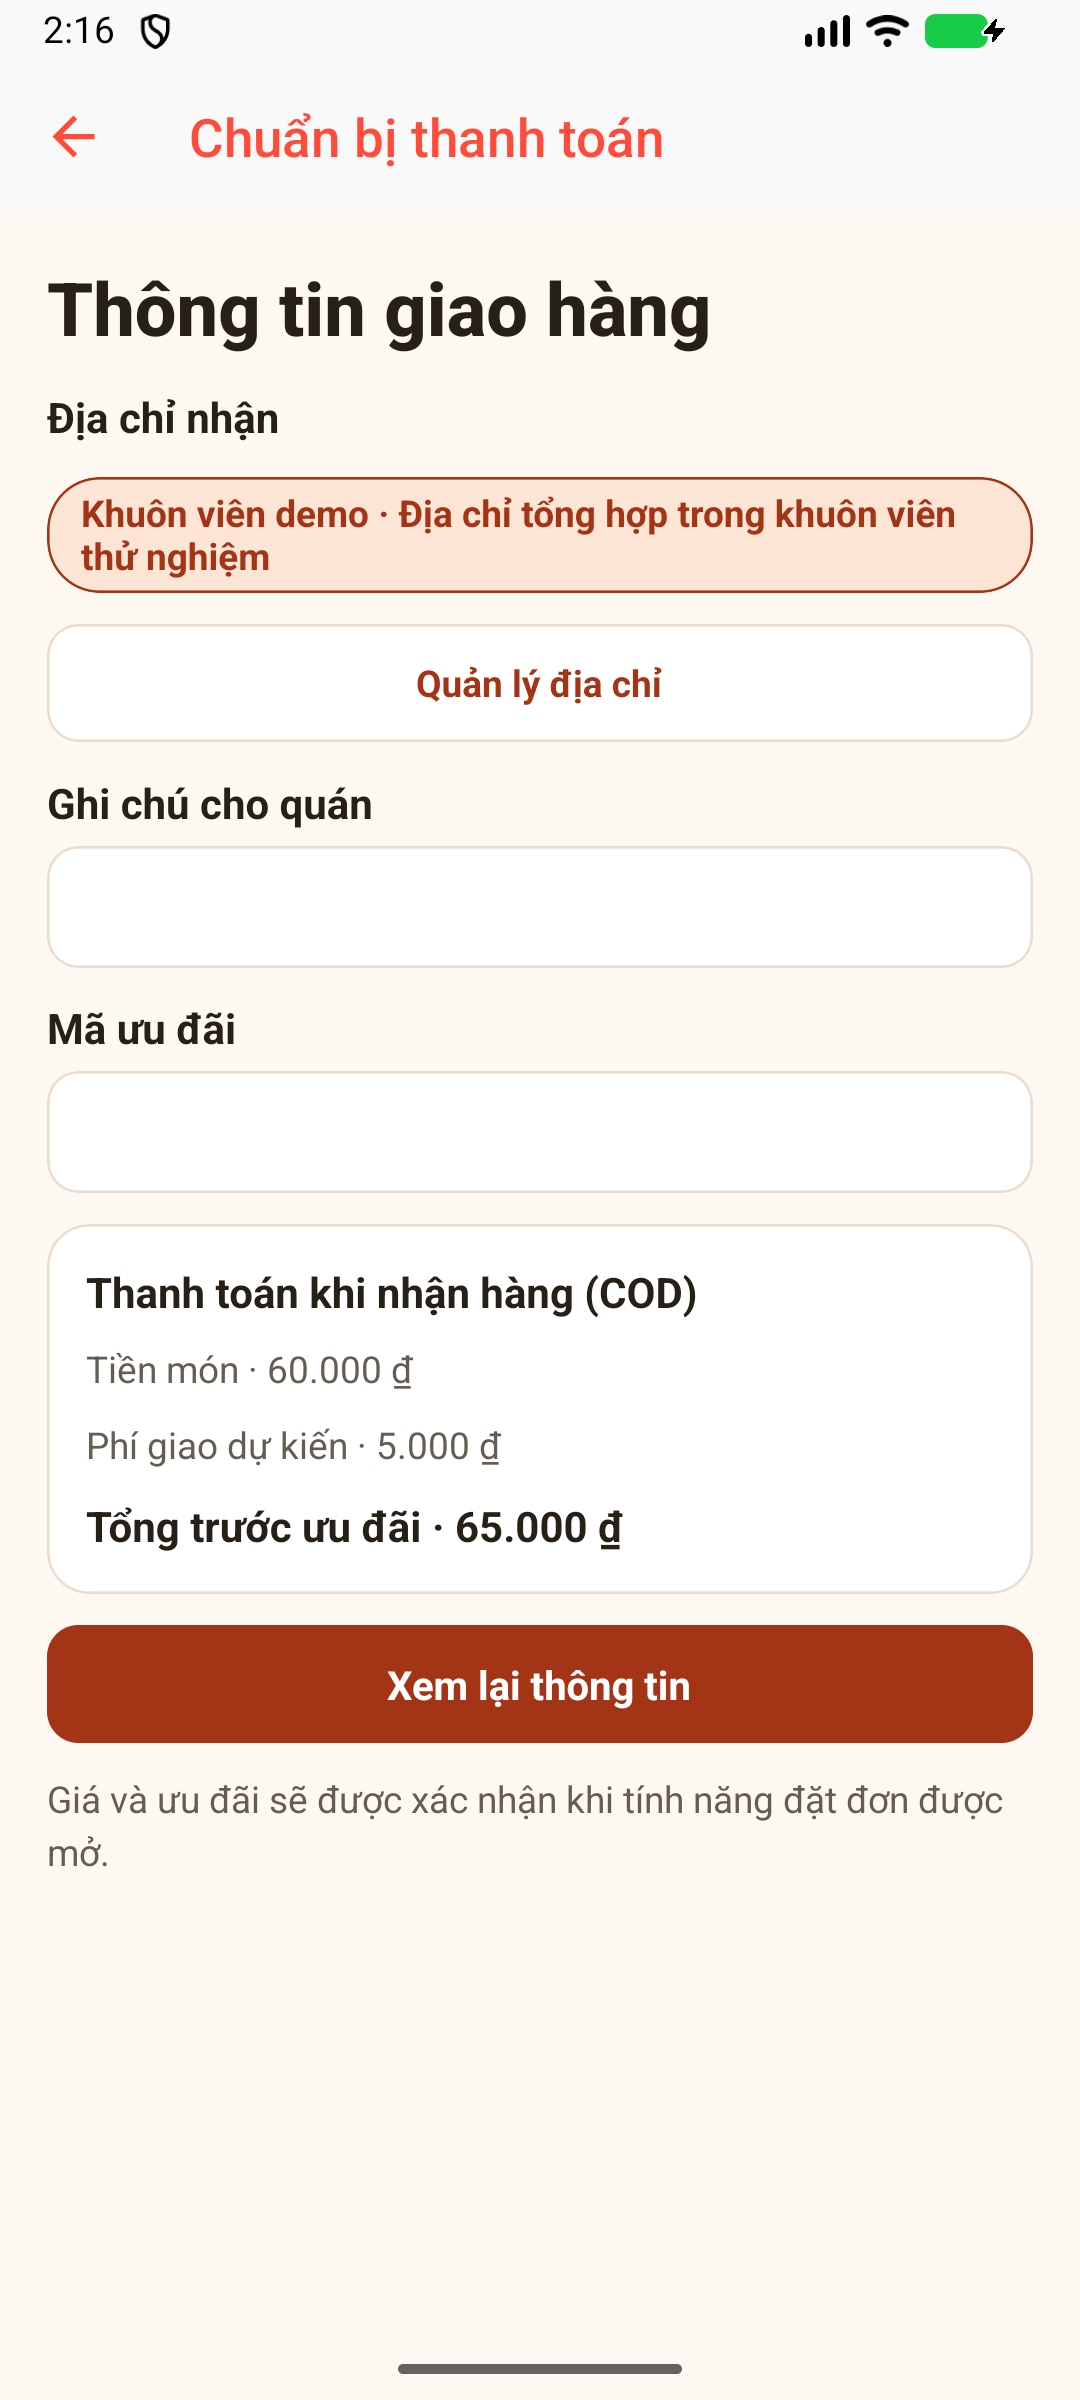 2:16
Chuẩn bị thanh toán
Thông tin giao hàng
Địa chỉ nhận
Khuôn viên demo · Địa chỉ tổng hợp trong khuôn viên
thử nghiệm
Quản lý địa chỉ
Ghi chú cho quán
Mã ưu đãi
Thanh toán khi nhận hàng (COD)
Tiền món · 60.000 ₫
Phí giao dự kiến · 5.000 ₫
Tổng trước ưu đãi · 65.000 ₫
Xem lại thông tin
Giá và ưu đãi sẽ được xác nhận khi tính năng đặt đơn được
mở.